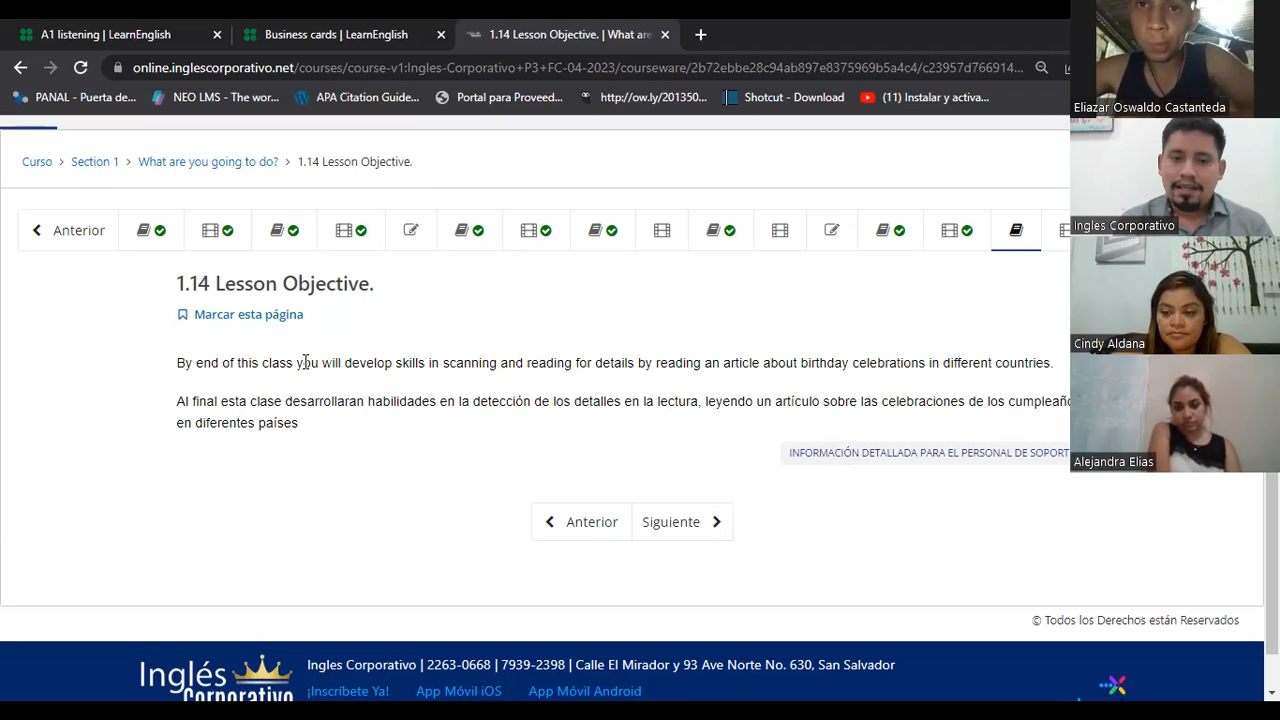 A1 listening | LearnEnglish
Business cards | LearnEnglish
1.14 Lesson Objective. | What are
online.inglescorporativo.net/courses/course-v1:Ingles-Corporativo+P3+FC-04-2023/courseware/2b72ebbe28c94ab897e8375969b5a4c4/c23957d766914...
PANAL - Puerta de...
NEO LMS - The wor...
APA Citation Guide...
Portal para Proveed...
http://ow.ly/201350...
Shotcut - Download
(11) Instalar y activa...
Eliazar Oswaldo Castanteda
Ingles Corporativo
Cindy Aldana
Alejandra Elias
Curso > Section 1 > What are you going to do? > 1.14 Lesson Objective.
Anterior
1.14 Lesson Objective.
Marcar esta página
By end of this class you will develop skills in scanning and reading for details by reading an article about birthday celebrations in different countries.
Al final esta clase desarrollaran habilidades en la detección de los detalles en la lectura, leyendo un artículo sobre las celebraciones de los cumpleaño
en diferentes países
INFORMACIÓN DETALLADA PARA EL PERSONAL DE SOPORT
Anterior Siguiente
© Todos los Derechos están Reservados
Inglés
Corporativo
Ingles Corporativo | 2263-0668 | 7939-2398 | Calle El Mirador y 93 Ave Norte No. 630, San Salvador
¡Inscríbete Ya! App Móvil iOS App Móvil Android